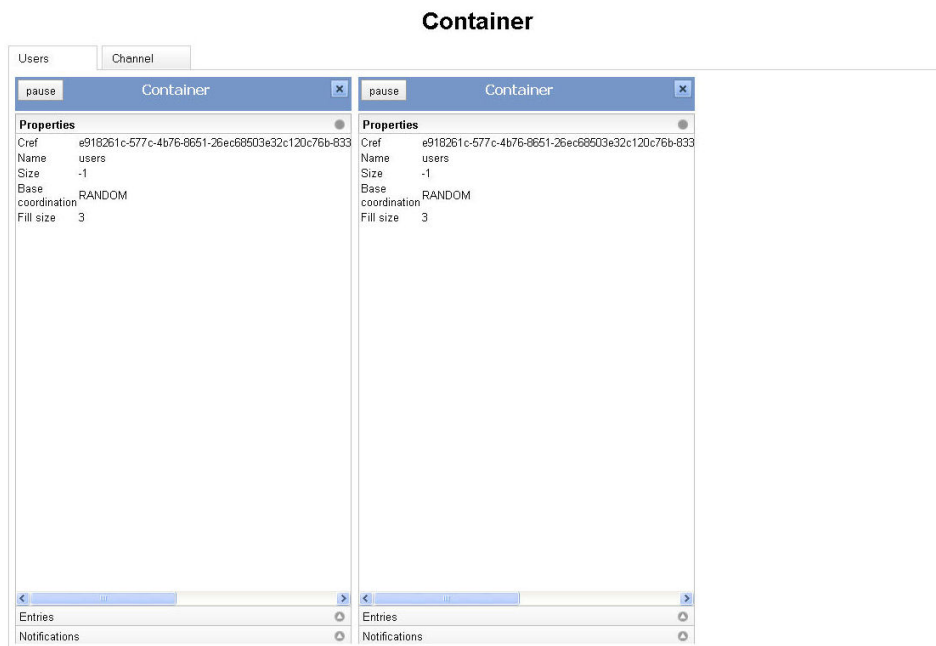 Container
Users Channel
pause Container
Properties
Cref e918261c-577c-4b76-8651-26ec68503e32c120c76b-833
Name users
Size -1
Base coordination RANDOM
Fill size 3
Entries
Notifications
pause Container
Properties
Cref e918261c-577c-4b76-8651-26ec68503e32c120c76b-833
Name users
Size -1
Base coordination RANDOM
Fill size 3
Entries
Notifications